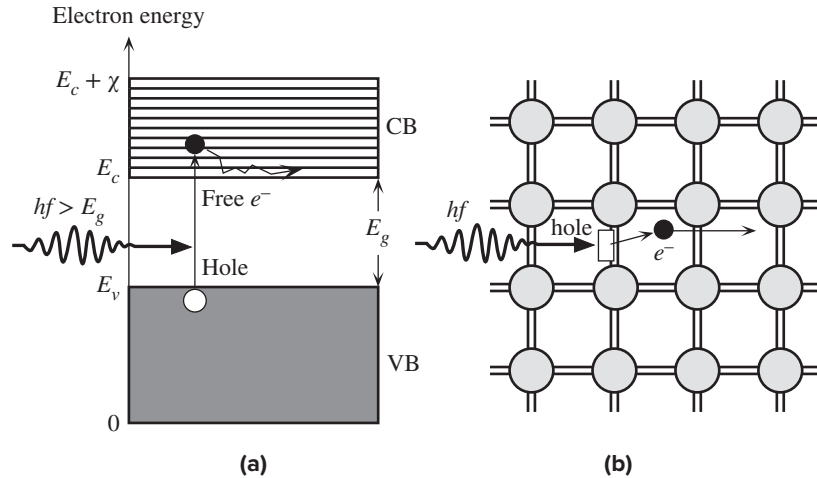 Electron energy
E_c + χ
CB
E_c
hf > E_g
Free e⁻
E_g
Hole
E_v
VB
0
(a)
hf
hole
e⁻
(b)